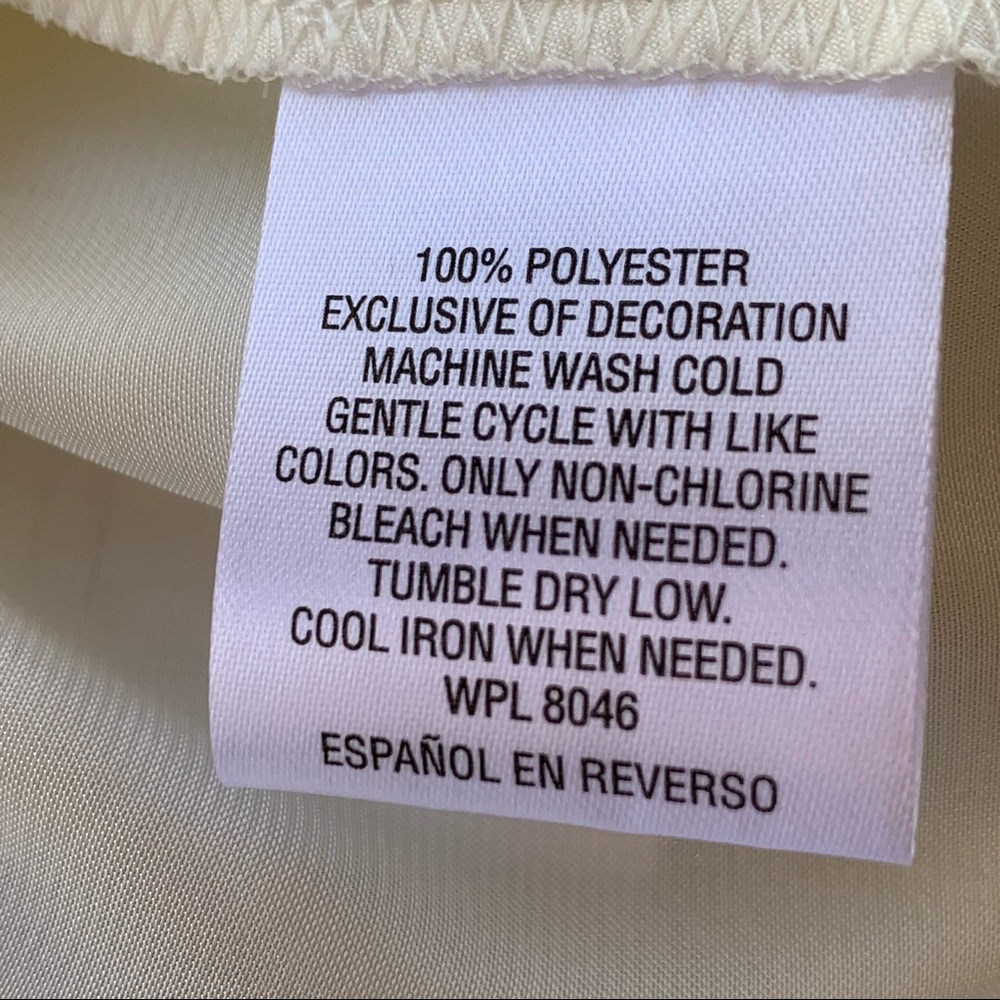 100% POLYESTER
EXCLUSIVE OF DECORATION
MACHINE WASH COLD
GENTLE CYCLE WITH LIKE
COLORS. ONLY NON-CHLORINE
BLEACH WHEN NEEDED.
TUMBLE DRY LOW.
COOL IRON WHEN NEEDED.
WPL 8046
ESPAÑOL EN REVERSO